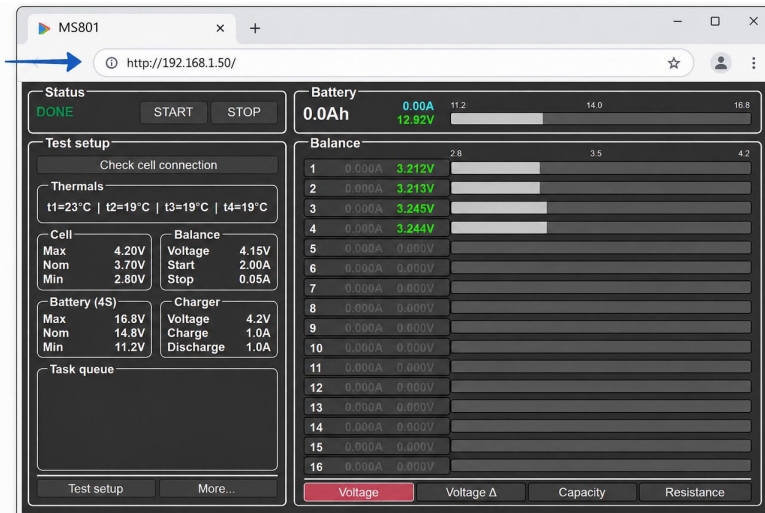 MS801
http://192.168.1.50/
Status
DONE START STOP
Test setup
Check cell connection
Thermals
t1=23°C | t2=19°C | t3=19°C | t4=19°C
Cell
Max 4.20V
Nom 3.70V
Min 2.80V
Balance
Voltage 4.15V
Start 2.00A
Stop 0.05A
Battery (4S)
Max 16.8V
Nom 14.8V
Min 11.2V
Charger
Voltage 4.2V
Charge 1.0A
Discharge 1.0A
Task queue
Test setup More...
Battery
0.0Ah 0.00A 12.92V
11.2 14.0 16.8
Balance
2.8 3.5 4.2
1 0.000A 3.212V
2 0.000A 3.213V
3 0.000A 3.245V
4 0.000A 3.244V
5 0.000A 0.000V
6 0.000A 0.000V
7 0.000A 0.000V
8 0.000A 0.000V
9 0.000A 0.000V
10 0.000A 0.000V
11 0.000A 0.000V
12 0.000A 0.000V
13 0.000A 0.000V
14 0.000A 0.000V
15 0.000A 0.000V
16 0.000A 0.000V
Voltage Voltage Δ Capacity Resistance